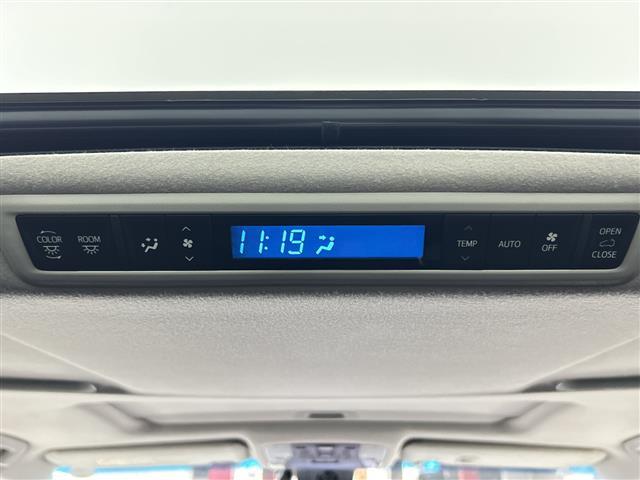 COLOR
ROOM
11:19
TEMP
AUTO
OFF
OPEN
CLOSE